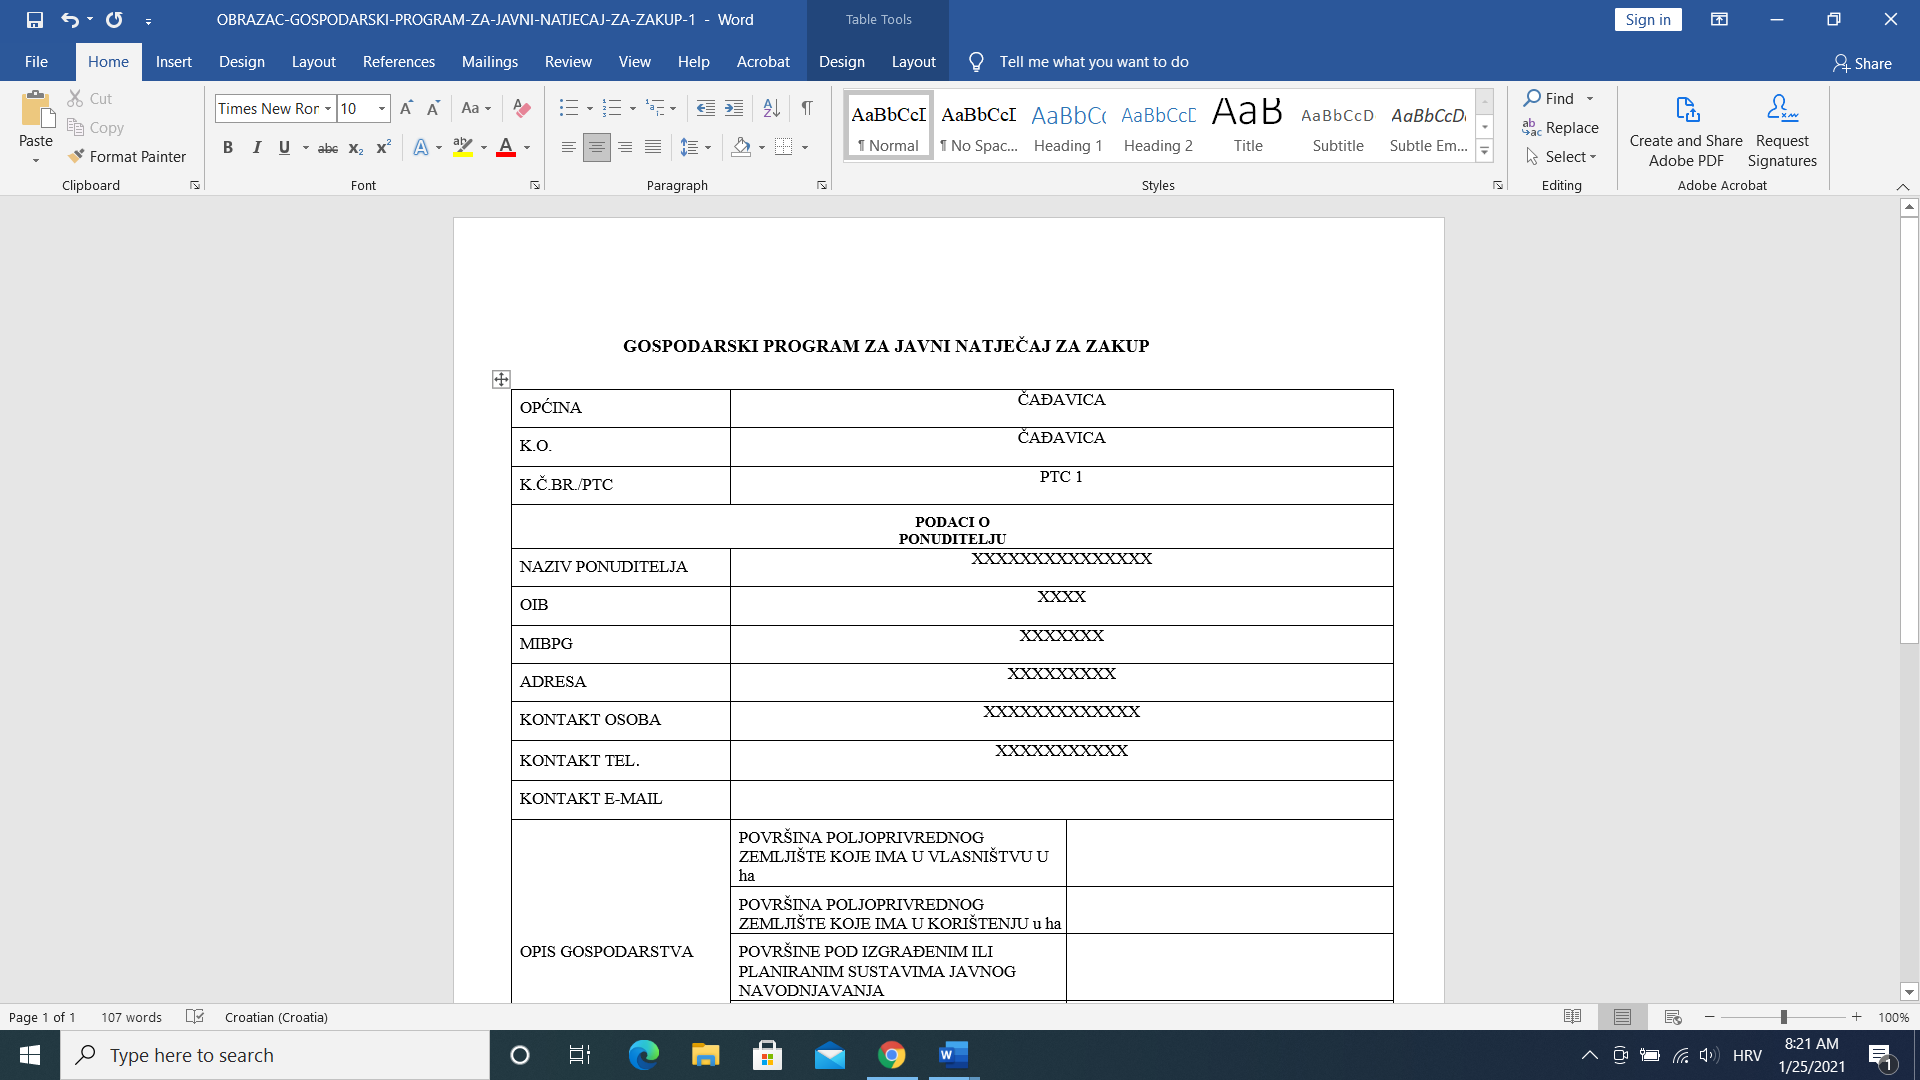 OBRAZAC-GOSPODARSKI-PROGRAM-ZA-JAVNI-NATJECAJ-ZA-ZAKUP-1 - Word
Table Tools
Sign in
File Home Insert Design Layout References Mailings Review View Help Acrobat Design Layout Tell me what you want to do Share
Paste
Cut
Copy
Format Painter
Clipboard
Times New Ror 10
Font
Paragraph
AaBbCcI AaBbCcI AaBbCc AaBbCcD AaB AaBbCcD AaBbCcD
¶ Normal ¶ No Spac... Heading 1 Heading 2 Title Subtitle Subtle Em...
Styles
Find
Replace
Select
Editing
Create and Share
Adobe PDF
Request
Signatures
Adobe Acrobat
GOSPODARSKI PROGRAM ZA JAVNI NATJEČAJ ZA ZAKUP
OPĆINA ČAĐAVICA
K.O. ČAĐAVICA
K.Č.BR./PTC PTC 1
PODACI O
PONUDITELJU
NAZIV PONUDITELJA XXXXXXXXXXXXXXX
OIB XXXX
MIBPG XXXXXXX
ADRESA XXXXXXXXX
KONTAKT OSOBA XXXXXXXXXXXXX
KONTAKT TEL. XXXXXXXXXXX
KONTAKT E-MAIL
OPIS GOSPODARSTVA
POVRŠINA POLJOPRIVREDNOG
ZEMLJIŠTE KOJE IMA U VLASNIŠTVU U
ha
POVRŠINA POLJOPRIVREDNOG
ZEMLJIŠTE KOJE IMA U KORIŠTENJU u ha
POVRŠINE POD IZGRAĐENIM ILI
PLANIRANIM SUSTAVIMA JAVNOG
NAVODNJAVANJA
Page 1 of 1 107 words Croatian (Croatia) 100%
Type here to search
HRV
8:21 AM
1/25/2021
1